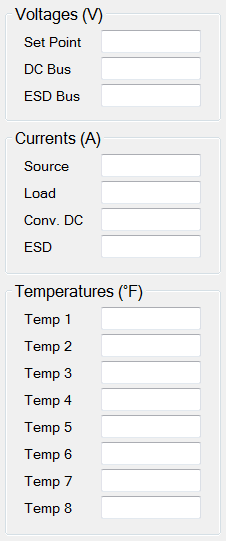 Voltages (V)
Set Point
DC Bus
ESD Bus
Currents (A)
Source
Load
Conv. DC
ESD
Temperatures (°F)
Temp 1
Temp 2
Temp 3
Temp 4
Temp 5
Temp 6
Temp 7
Temp 8